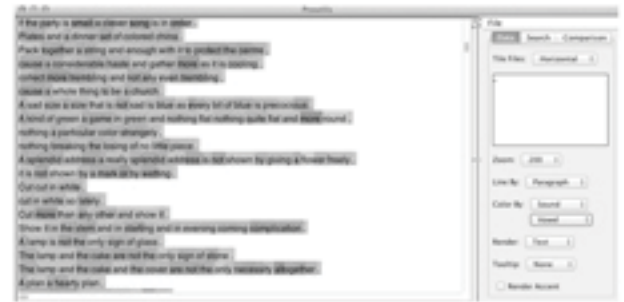 If the party is small a clever song is in order.
Plates and a dinner set of colored china.
Pack together a string and enough with it to protect the centre,
cause a considerable haste and gather more as it is cooling,
collect more trembling and not any even trembling,
cause a whole thing to be a church.
A sad size a size that is not sad is blue as every bit of blue is precocious.
A kind of green a game in green and nothing flat nothing quite flat and more round,
nothing a particular color strangely,
nothing breaking the losing of no little piece.
A splendid address a really splendid address is not shown by giving a flower freely,
it is not shown by a mark or by wetting.
Cut cut in white,
cut in white so lately.
Cut more than any other and show it.
Show it in the stem and in starting and in evening coming complication.
A lamp is not the only sign of glass.
The lamp and the cake are not the only sign of stone.
The lamp and the cake and the cover are not the only necessary altogether.
A plan a hearty plan
File
Data Search Comparison
Title Files: Horizontal
Zoom: 200
Line By: Paragraph
Color By: Sound
Vowel
Render: Text
Tooltip: None
Render Accent